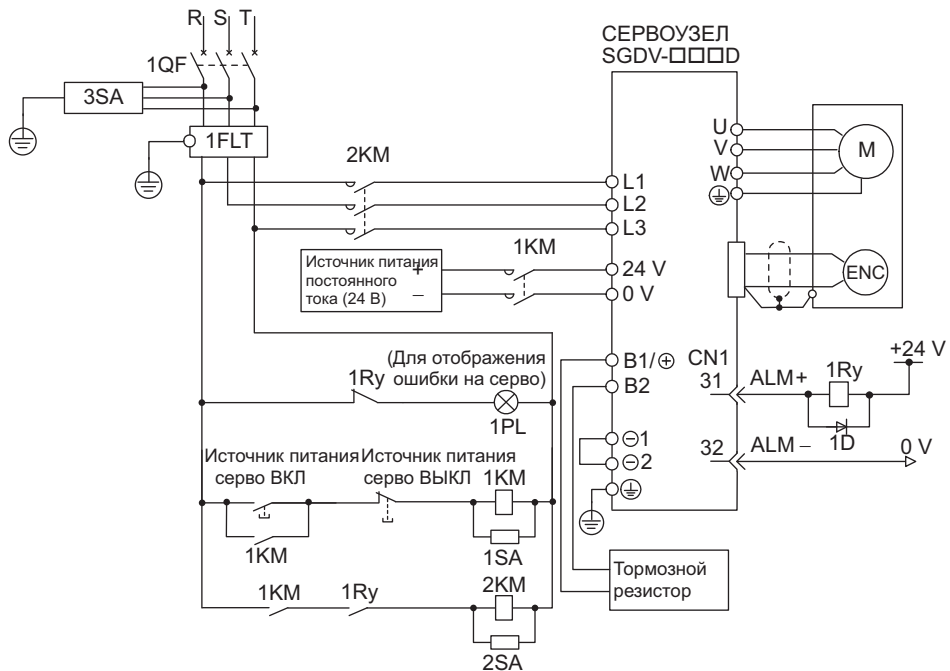 R S T
1QF
3SA
1FLT
СЕРВОУЗЕЛ
SGDV-□□□D
2KM
L1
L2
L3
U
V
W
M
1KM
Источник питания
постоянного
тока (24 В)
+
–
24 V
0 V
ENC
(Для отображения
ошибки на серво)
1Ry
1PL
B1/⊕
B2
CN1
31
ALM+
1Ry
+24 V
1D
32
ALM –
0 V
⊖1
⊖2
Источник питания
серво ВКЛ
Источник питания
серво ВЫКЛ
1KM
1KM
1SA
Тормозной
резистор
1KM
1Ry
2KM
2SA